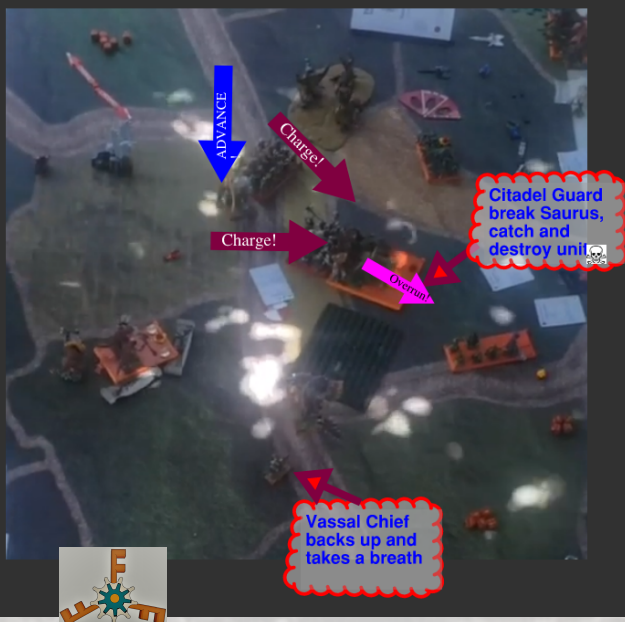 ADVANCE
Charge!
Charge!
Overrun!
Citadel Guard
break Saurus,
catch and
destroy unit
Vassal Chief
backs up and
takes a breath
F
F
F